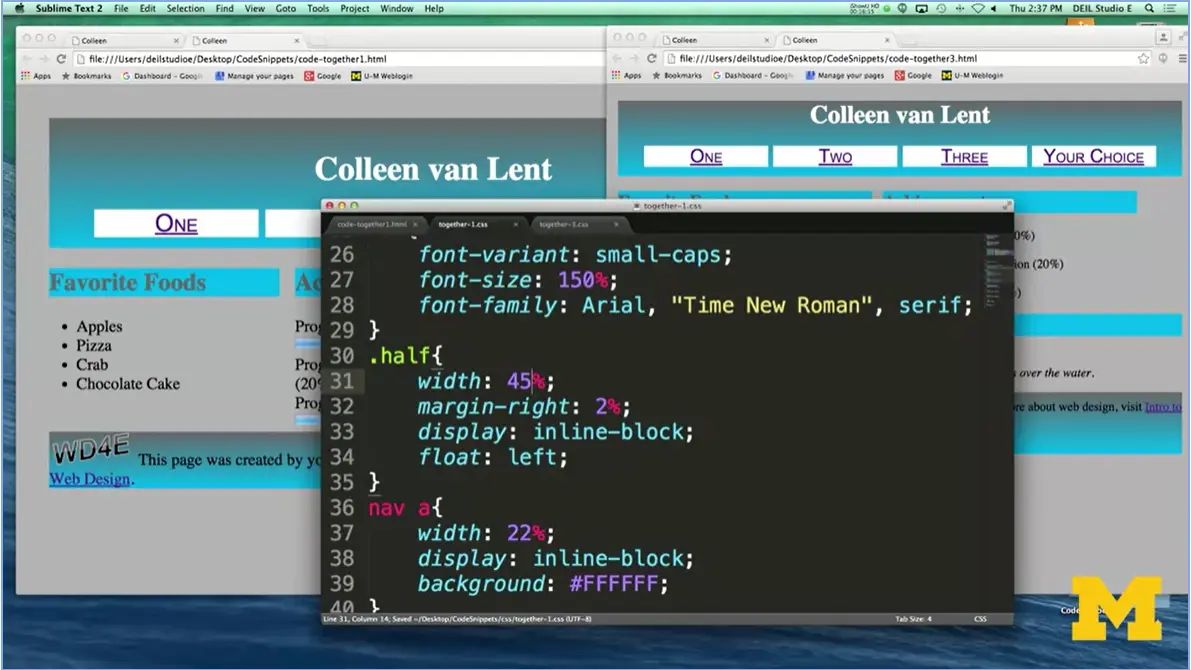 Sublime Text 2 File Edit Selection Find View Goto Tools Project Window Help
Thu 2:37 PM DEIL Studio E
Colleen
Colleen
file:///Users/deilstudioe/Desktop/CodeSnippets/code-together1.html
Apps Bookmarks Dashboard - Googl Manage your pages Google U-M Weblogin
Colleen van Lent
One
Favorite Foods
Ac
Apples
Pizza
Crab
Chocolate Cake
Prog
Prog
(20%
Prog
WD4E This page was created by yo
Web Design.
Colleen
Colleen
file:///Users/deilstudioe/Desktop/CodeSnippets/code-together3.html
Apps Bookmarks Dashboard - Googl Manage your pages Google U-M Weblogin
Colleen van Lent
One Two Three Your Choice
0%)
ion (20%)
over the water.
re about web design, visit Intro to
together-1.css
code-together1.html together-1.css together-3.css
26 font-variant: small-caps;
27 font-size: 150%;
28 font-family: Arial, "Time New Roman", serif;
29 }
30 .half{
31 width: 45%;
32 margin-right: 2%;
33 display: inline-block;
34 float: left;
35 }
36 nav a{
37 width: 22%;
38 display: inline-block;
39 background: #FFFFFF;
40 }
Line 31, Column 14; Saved ~/Desktop/CodeSnippets/css/together-1.css (UTF-8)
Tab Size: 4 CSS
M